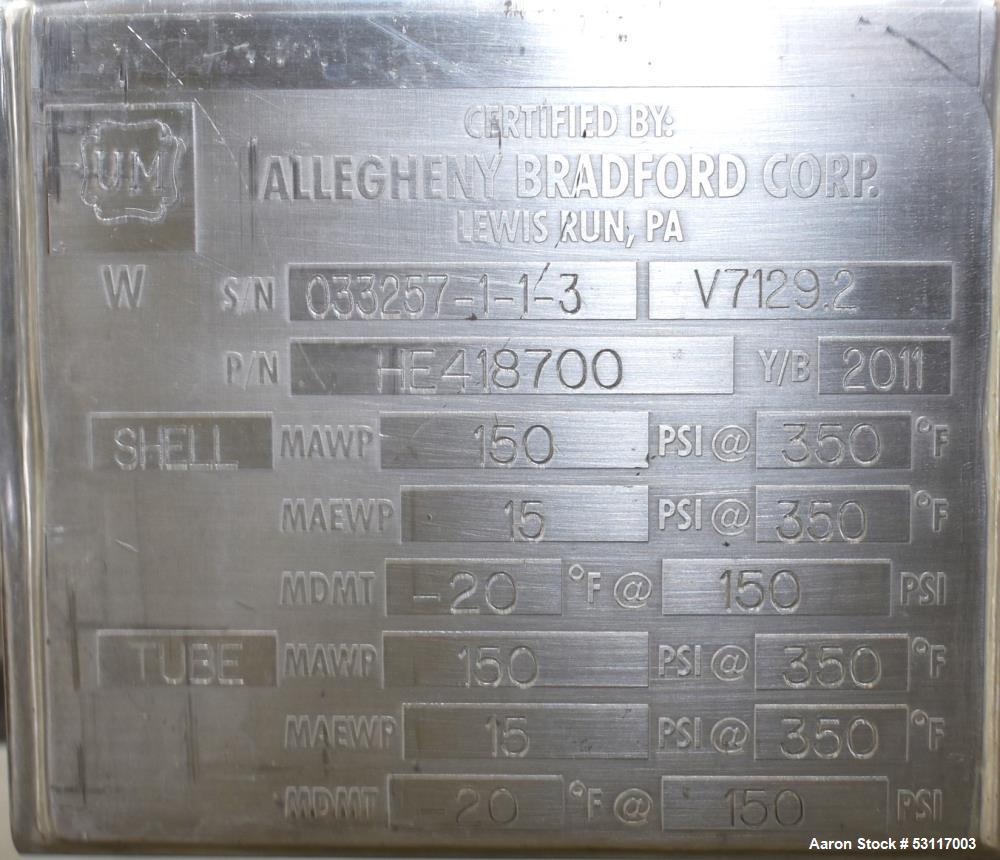 CERTIFIED BY:
UM
ALLEGHENY BRADFORD CORP.
LEWIS RUN, PA
W S/N 033257-1-1-3 V7129.2
P/N HE418700 Y/B 2011
SHELL MAWP 150 PSI @ 350 °F
MAEWP 15 PSI @ 350 °F
MDMT -20 °F @ 150 PSI
TUBE MAWP 150 PSI @ 350 °F
MAEWP 15 PSI @ 350 °F
MDMT -20 °F @ 150 PSI
Aaron Stock # 53117003